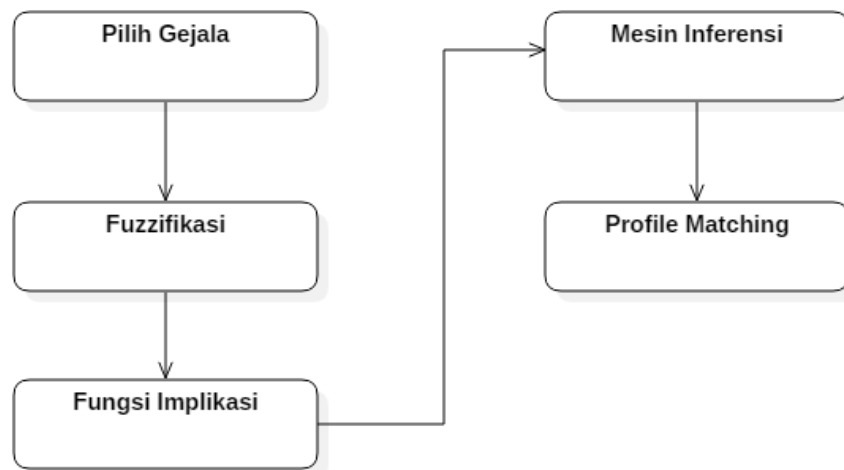 Pilih Gejala
Fuzzifikasi
Fungsi Implikasi
Mesin Inferensi
Profile Matching